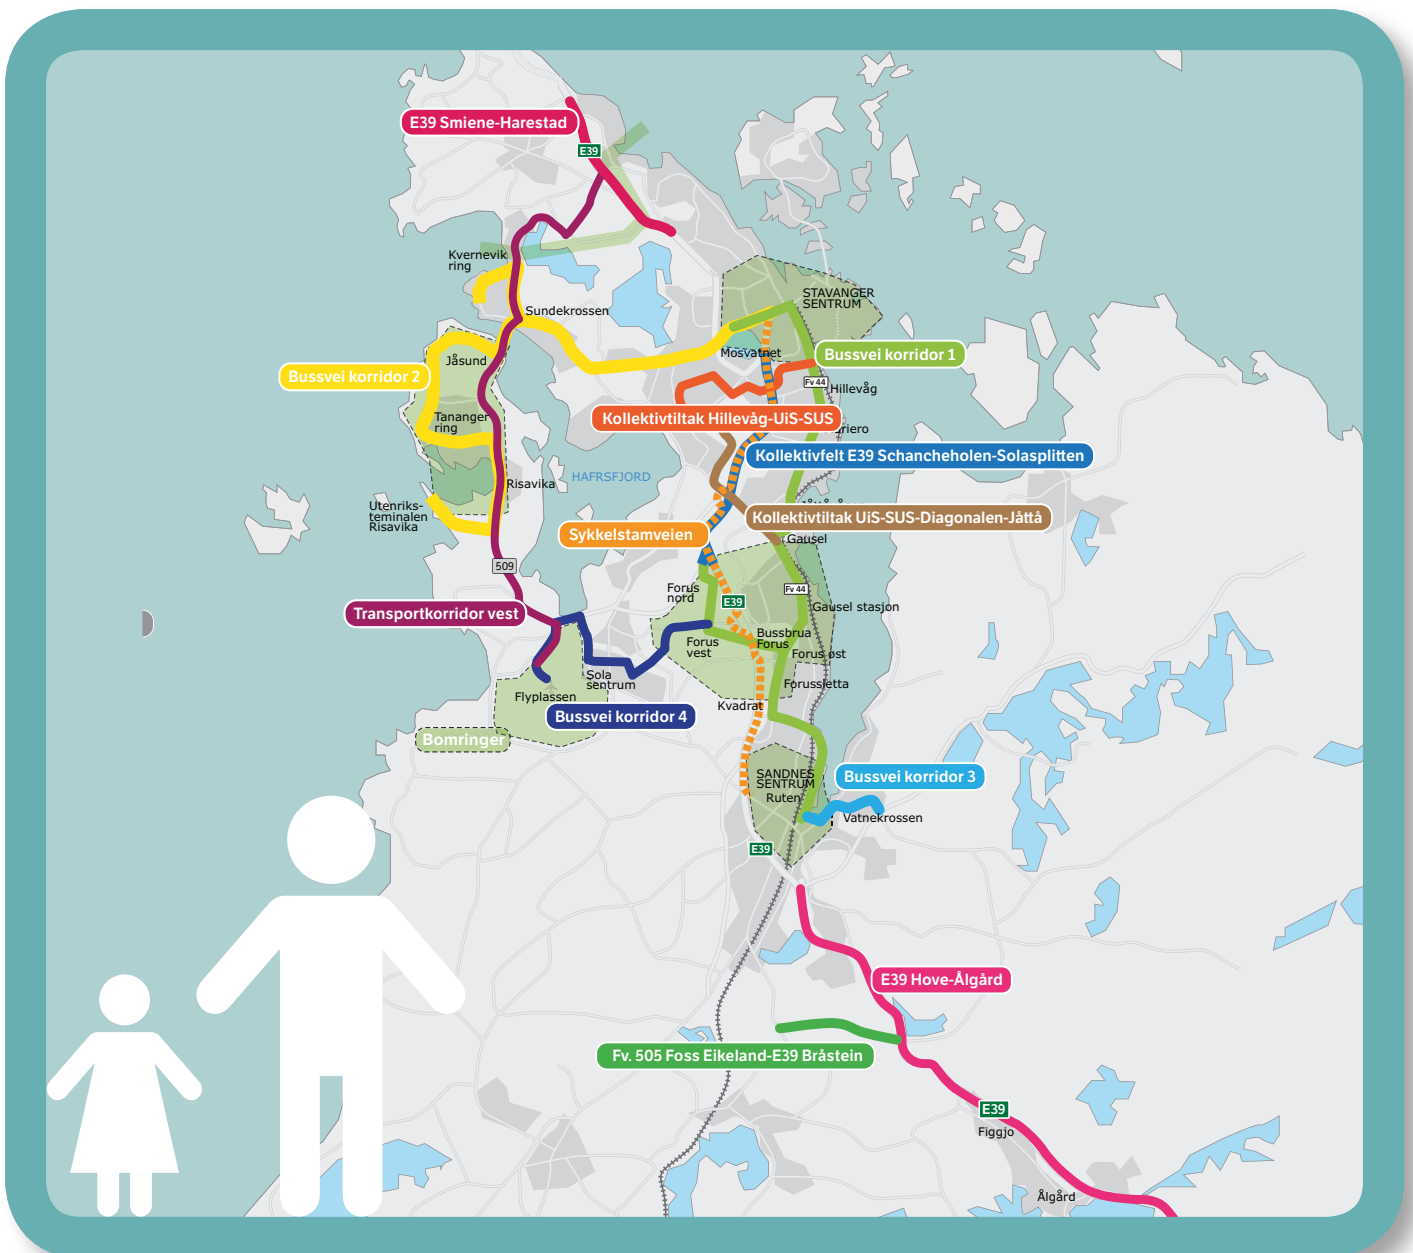 E39 Smiene-Harestad
E39
Kvernevik
ring
Sundekrossen
STAVANGER
SENTRUM
Mosvatnet
Bussvei korridor 1
Jåsund
Bussvei korridor 2
Fv 44
Hillevåg
Tananger
ring
Kollektivtiltak Hillevåg-UiS-SUS
Kollektivfelt E39 Schancheholen-Solasplitten
HAFRSFJORD
Risavika
Utenriks-
teminalen
Risavika
Kollektivtiltak UiS-SUS-Diagonalen-Jåttå
Sykkelstamveien
Gausel
509
Forus
nord
E39
Fv 44
Gausel stasjon
Transportkorridor vest
Bussbrua
Forus
Forus
vest
Forus øst
Sola
sentrum
Forussletta
Flyplassen
Kvadrat
Bussvei korridor 4
Bomringer
SANDNES
SENTRUM
Ruten
Bussvei korridor 3
Vatnekrossen
E39
E39 Hove-Ålgård
Fv. 505 Foss Eikeland-E39 Bråstein
E39
Figgjo
Ålgård